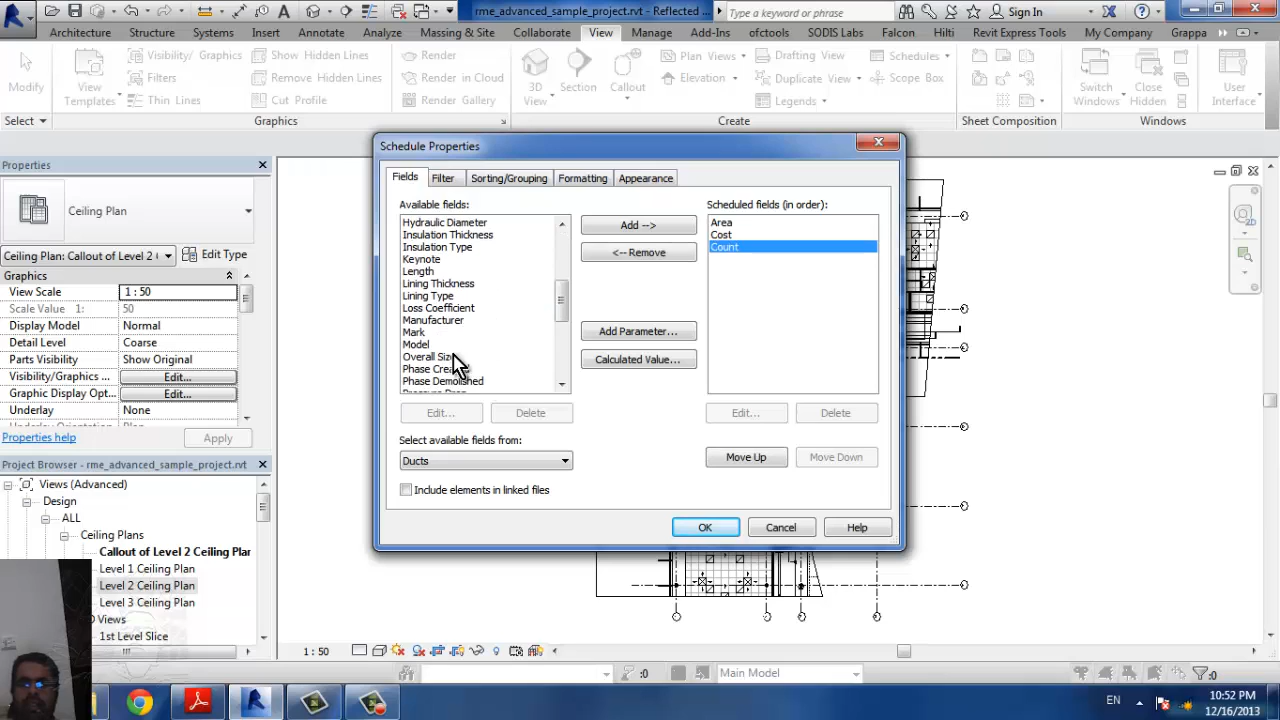 rme_advanced_sample_project.rvt - Reflected ...
Type a keyword or phrase
Sign In
Architecture
Structure
Systems
Insert
Annotate
Analyze
Massing & Site
Collaborate
View
Manage
Add-Ins
ofctools
SODIS Labs
Falcon
Hilti
Revit Express Tools
My Company
Grappa
Modify
View
Templates
Visibility/ Graphics
Filters
Thin Lines
Show Hidden Lines
Remove Hidden Lines
Cut Profile
Render
Render in Cloud
Render Gallery
3D
View
Section
Callout
Plan Views
Elevation
Drafting View
Duplicate View
Legends
Schedules
Scope Box
Switch
Windows
Close
Hidden
User
Interface
Select
Graphics
Create
Sheet Composition
Windows
Properties
Ceiling Plan
Ceiling Plan: Callout of Level 2
Edit Type
Graphics
View Scale
1 : 50
Scale Value 1:
50
Display Model
Normal
Detail Level
Coarse
Parts Visibility
Show Original
Visibility/Graphics ...
Edit...
Graphic Display Opt...
Edit...
Underlay
None
Properties help
Apply
Project Browser - rme_advanced_sample_project.rvt
Views (Advanced)
Design
ALL
Ceiling Plans
Callout of Level 2 Ceiling Plan
Level 1 Ceiling Plan
Level 2 Ceiling Plan
Level 3 Ceiling Plan
D Views
1st Level Slice
Schedule Properties
Fields
Filter
Sorting/Grouping
Formatting
Appearance
Available fields:
Hydraulic Diameter
Insulation Thickness
Insulation Type
Keynote
Length
Lining Thickness
Lining Type
Loss Coefficient
Manufacturer
Mark
Model
Overall Size
Phase Created
Phase Demolished
Add -->
<-- Remove
Add Parameter...
Calculated Value...
Scheduled fields (in order):
Area
Cost
Count
Edit...
Delete
Edit...
Delete
Select available fields from:
Ducts
Move Up
Move Down
Include elements in linked files
OK
Cancel
Help
1 : 50
:0
Main Model
:0
EN
10:52 PM
12/16/2013